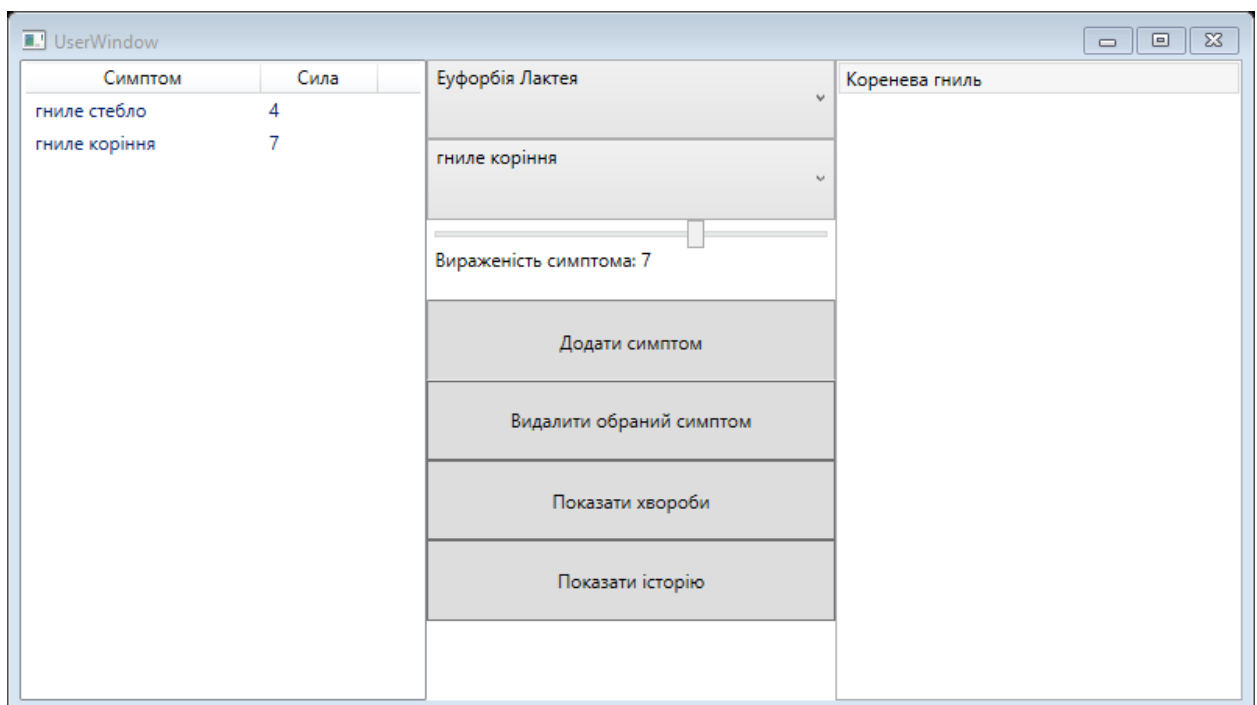 UserWindow
Симптом Сила
гниле стебло 4
гниле коріння 7
Еуфорбія Лактея
гниле коріння
Вираженість симптома: 7
Додати симптом
Видалити обраний симптом
Показати хвороби
Показати історію
Коренева гниль